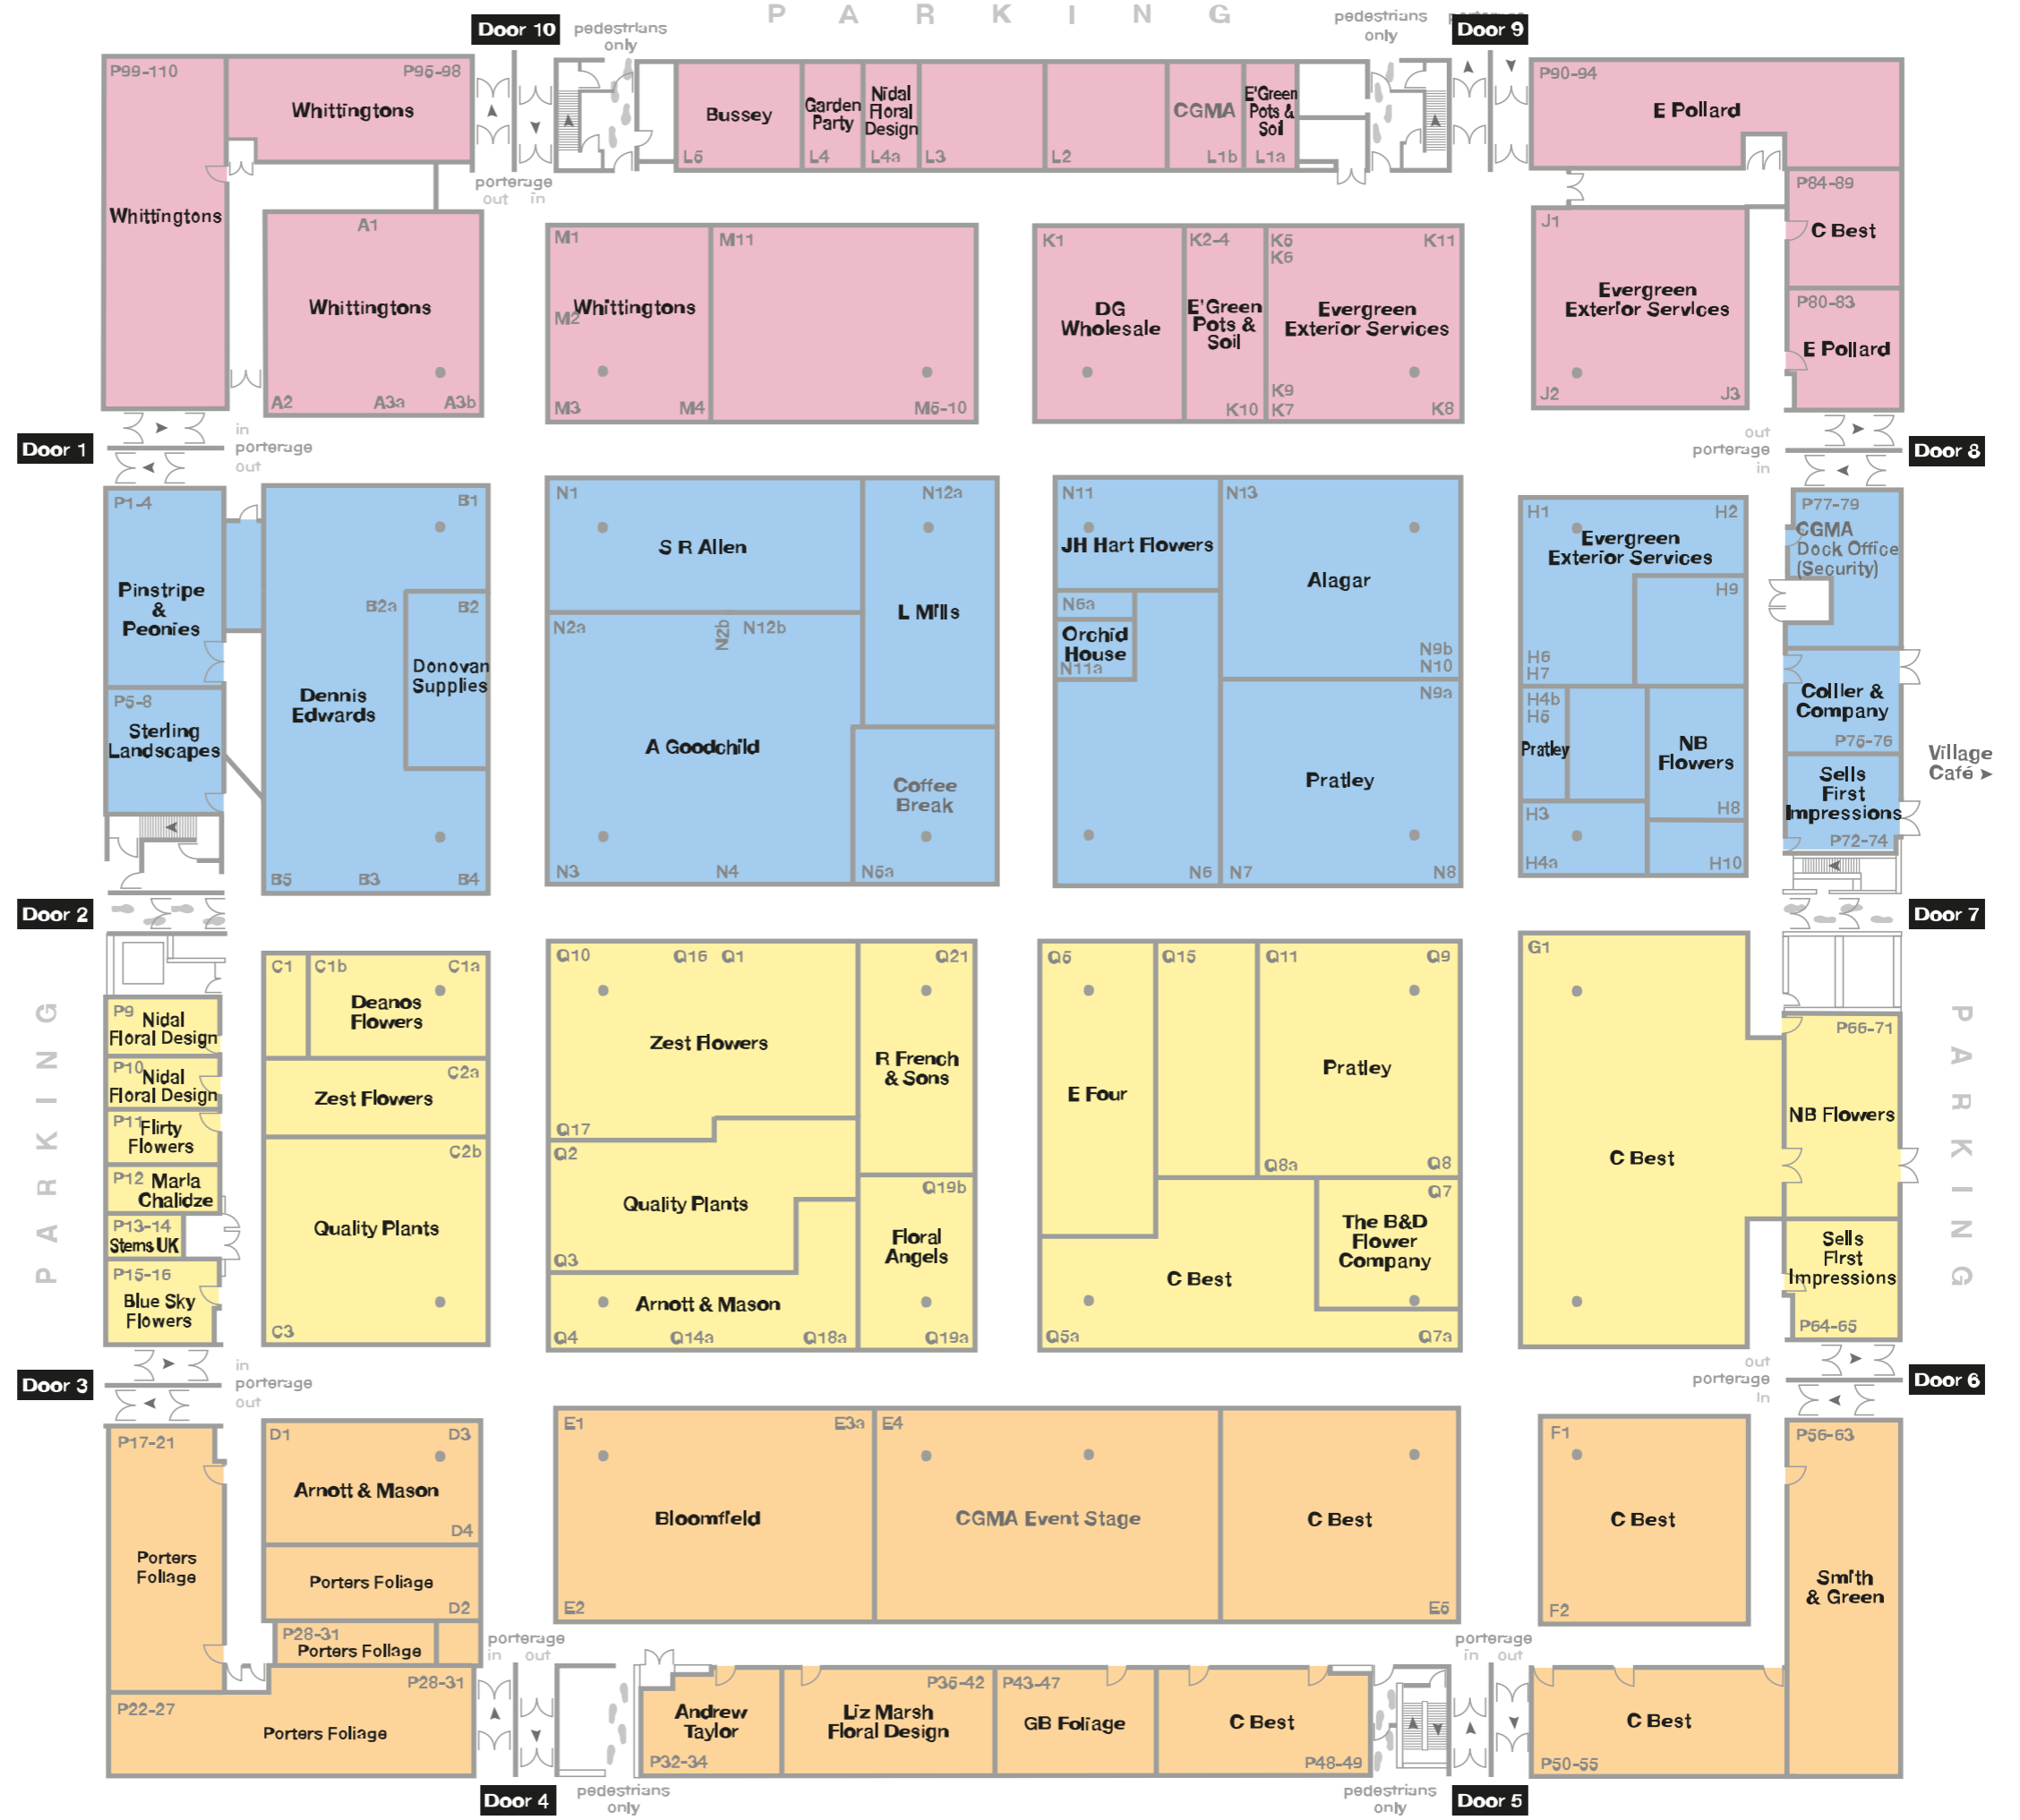 P A R K I N G
Door 10
pedestrians
only
pedestrians
only
Door 9
P99-110
P95-98
Whittingtons
Whittingtons
Bussey
L5
Garden
Party
L4
Nidal
Floral
Design
L4a
L3
L2
CGMA
L1b
E'Green
Pots &
Soil
L1a
P90-94
E Pollard
porterage
out in
P84-89
C Best
P80-83
E Pollard
A1
Whittingtons
A2
A3a
A3b
M1
M2
Whittingtons
M3
M4
M11
M5-10
K1
DG
Wholesale
K2-4
E'Green
Pots &
Soil
K10
K5
K6
K11
Evergreen
Exterior Services
K9
K7
K8
J1
Evergreen
Exterior Services
J2
J3
Door 1
in
porterage
out
out
porterage
in
Door 8
P1-4
Pinstripe
&
Peonies
P5-8
Sterling
Landscapes
B1
B2a
B2
Donovan
Supplies
Dennis
Edwards
B5
B3
B4
N1
S R Allen
N12a
L Mills
N2a
N2b
N12b
A Goodchild
N3
N4
Coffee
Break
N5a
N11
JH Hart Flowers
N6a
Orchid
House
N11a
N6
N13
Alagar
N9b
N10
N9a
Pratley
N7
N8
H1
H2
Evergreen
Exterior Services
H9
H6
H7
H4b
H5
Pratley
NB
Flowers
H8
H3
H4a
H10
P77-79
CGMA
Dock Office
(Security)
Collier &
Company
P75-76
Sells
First
Impressions
P72-74
Village
Café
Door 2
Door 7
P A R K I N G
P9
Nidal
Floral Design
P10
Nidal
Floral Design
P11
Flirty
Flowers
P12
Marla
Chalidze
P13-14
Stems UK
P15-16
Blue Sky
Flowers
C1
C1b
C1a
Deanos
Flowers
C2a
Zest Flowers
C2b
Quality Plants
C3
Q10
Q16
Q1
Zest Flowers
Q17
Q21
R French
& Sons
Q2
Quality Plants
Q3
Q19b
Floral
Angels
Arnott & Mason
Q4
Q14a
Q18a
Q19a
Q5
E Four
Q15
Q11
Q9
Pratley
Q8a
Q8
Q7
The B&D
Flower
Company
C Best
Q5a
Q7a
G1
C Best
P66-71
NB Flowers
Sells
First
Impressions
P64-65
P A R K I N G
Door 3
in
porterage
out
out
porterage
in
Door 6
P17-21
Porters
Foliage
D1
D3
Arnott & Mason
D4
Porters Foliage
D2
P28-31
Porters Foliage
P28-31
P22-27
Porters Foliage
E1
E3a
Bloomfield
E2
E4
CGMA Event Stage
C Best
E5
F1
C Best
F2
P56-63
Smith
& Green
porterage
in out
porterage
in out
Andrew
Taylor
P32-34
P35-42
Liz Marsh
Floral Design
P43-47
GB Foliage
C Best
P48-49
C Best
P50-55
Door 4
pedestrians
only
pedestrians
only
Door 5